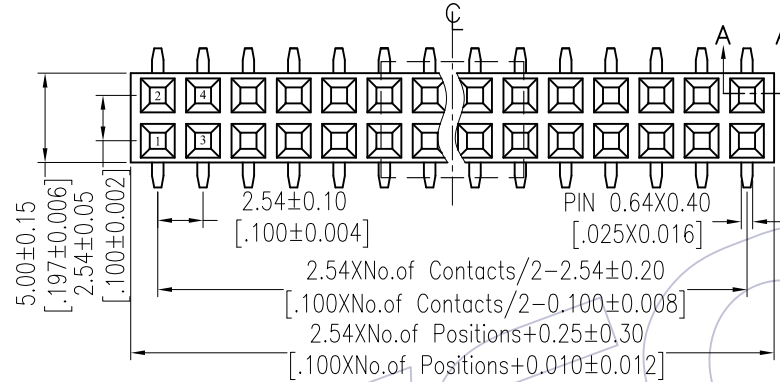 ℄
A
A
2
4
1
3
5.00±0.15
[.197±0.006]
2.54±0.05
[.100±0.002]
2.54±0.10
[.100±0.004]
PIN 0.64X0.40
[.025X0.016]
2.54XNo.of Contacts/2-2.54±0.20
[.100XNo.of Contacts/2-0.100±0.008]
2.54XNo.of Positions+0.25±0.30
[.100XNo.of Positions+0.010±0.012]